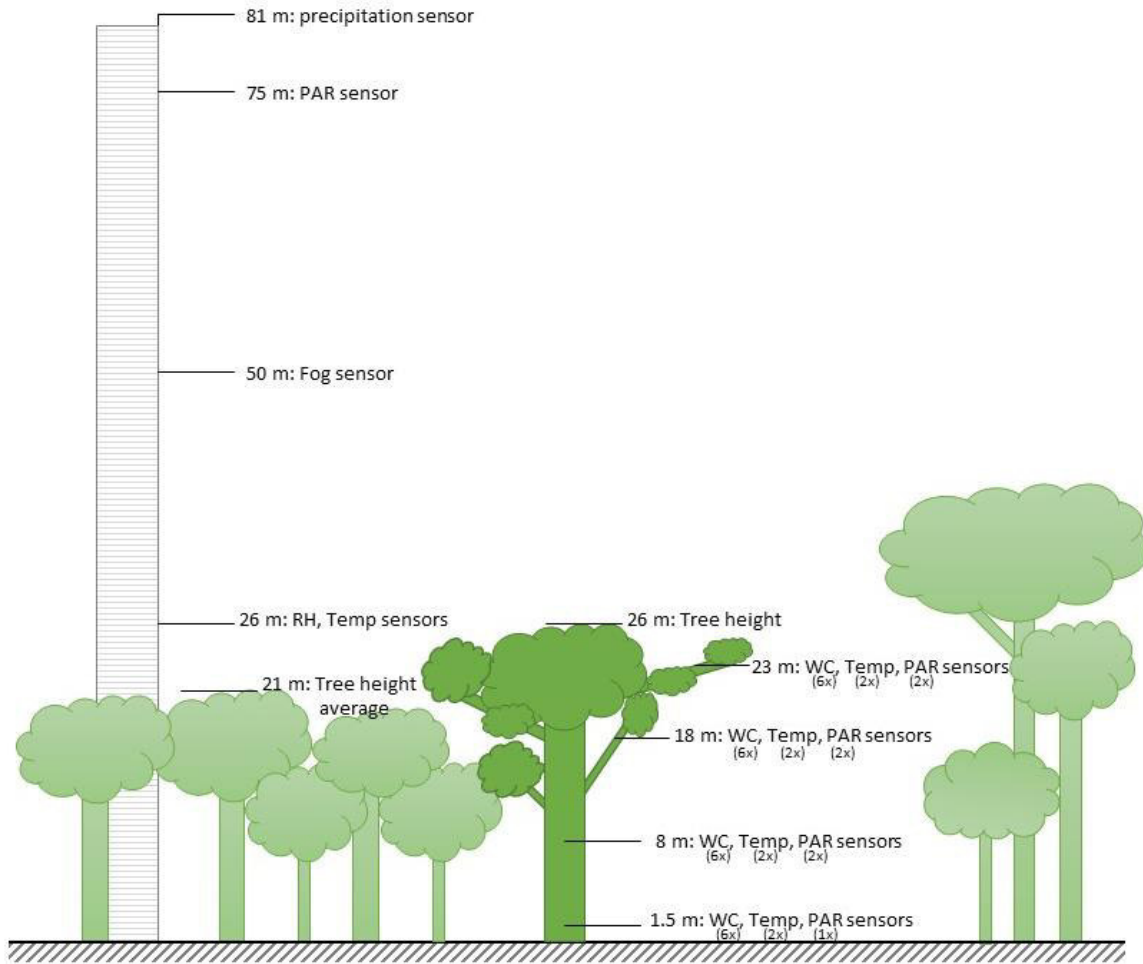 81 m: precipitation sensor
75 m: PAR sensor
50 m: Fog sensor
26 m: RH, Temp sensors
26 m: Tree height
23 m: WC, Temp, PAR sensors
(6x) (2x) (2x)
21 m: Tree height
average
18 m: WC, Temp, PAR sensors
(6x) (2x) (2x)
8 m: WC, Temp, PAR sensors
(6x) (2x) (2x)
1.5 m: WC, Temp, PAR sensors
(6x) (2x) (1x)